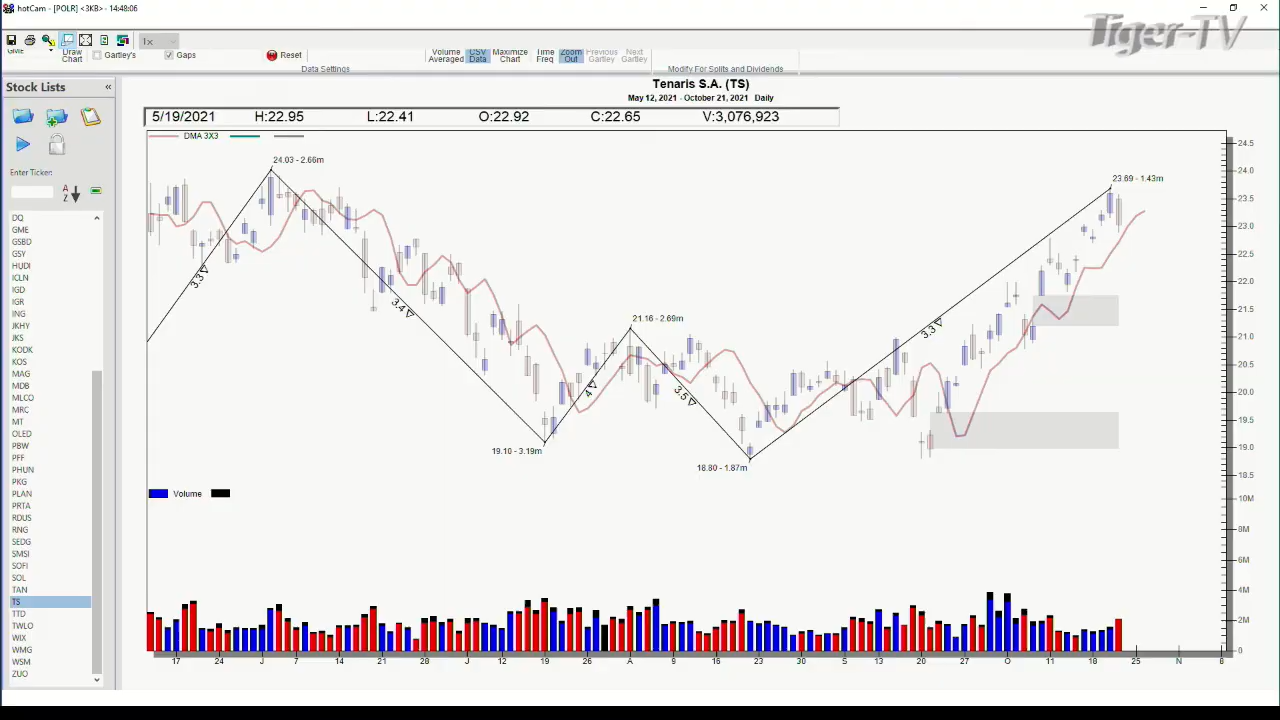 hotCam - [POLR] <3KB> - 14:48:06
Tiger-TV
1x
GME
Draw Chart
Gartley's
Gaps
Reset
Volume Averaged
CSV Data
Maximize Chart
Time Freq
Zoom Out
Previous Gartley
Next Gartley
Data Settings
Modify For Splits and Dividends
Stock Lists «
Tenaris S.A. (TS)
May 12, 2021 - October 21, 2021 Daily
5/19/2021 H:22.95 L:22.41 O:22.92 C:22.65 V:3,076,923
DMA 3X3
Enter Ticker:
A Z
DQ
GME
GSBD
GSY
HUDI
ICLN
IGD
IGR
ING
JKHY
JKS
KODK
KOS
MAG
MDB
MLCO
MRC
MT
OLED
PBW
PFF
PHUN
PKG
PLAN
PRTA
RDUS
RNG
SEDG
SMSI
SOFI
SOL
TAN
TS
TTD
TWLO
WIX
WMG
WSM
ZUO
24.03 - 2.66m
23.69 - 1.43m
21.16 - 2.69m
19.10 - 3.19m
18.80 - 1.87m
3.3
3.4
4
3.5
3.3
24.5
24.0
23.5
23.0
22.5
22.0
21.5
21.0
20.5
20.0
19.5
19.0
18.5
Volume
10M
8M
6M
4M
2M
0
17 24 J 7 14 21 28 J 12 19 26 A 9 16 23 30 S 13 20 27 O 11 18 25 N 8